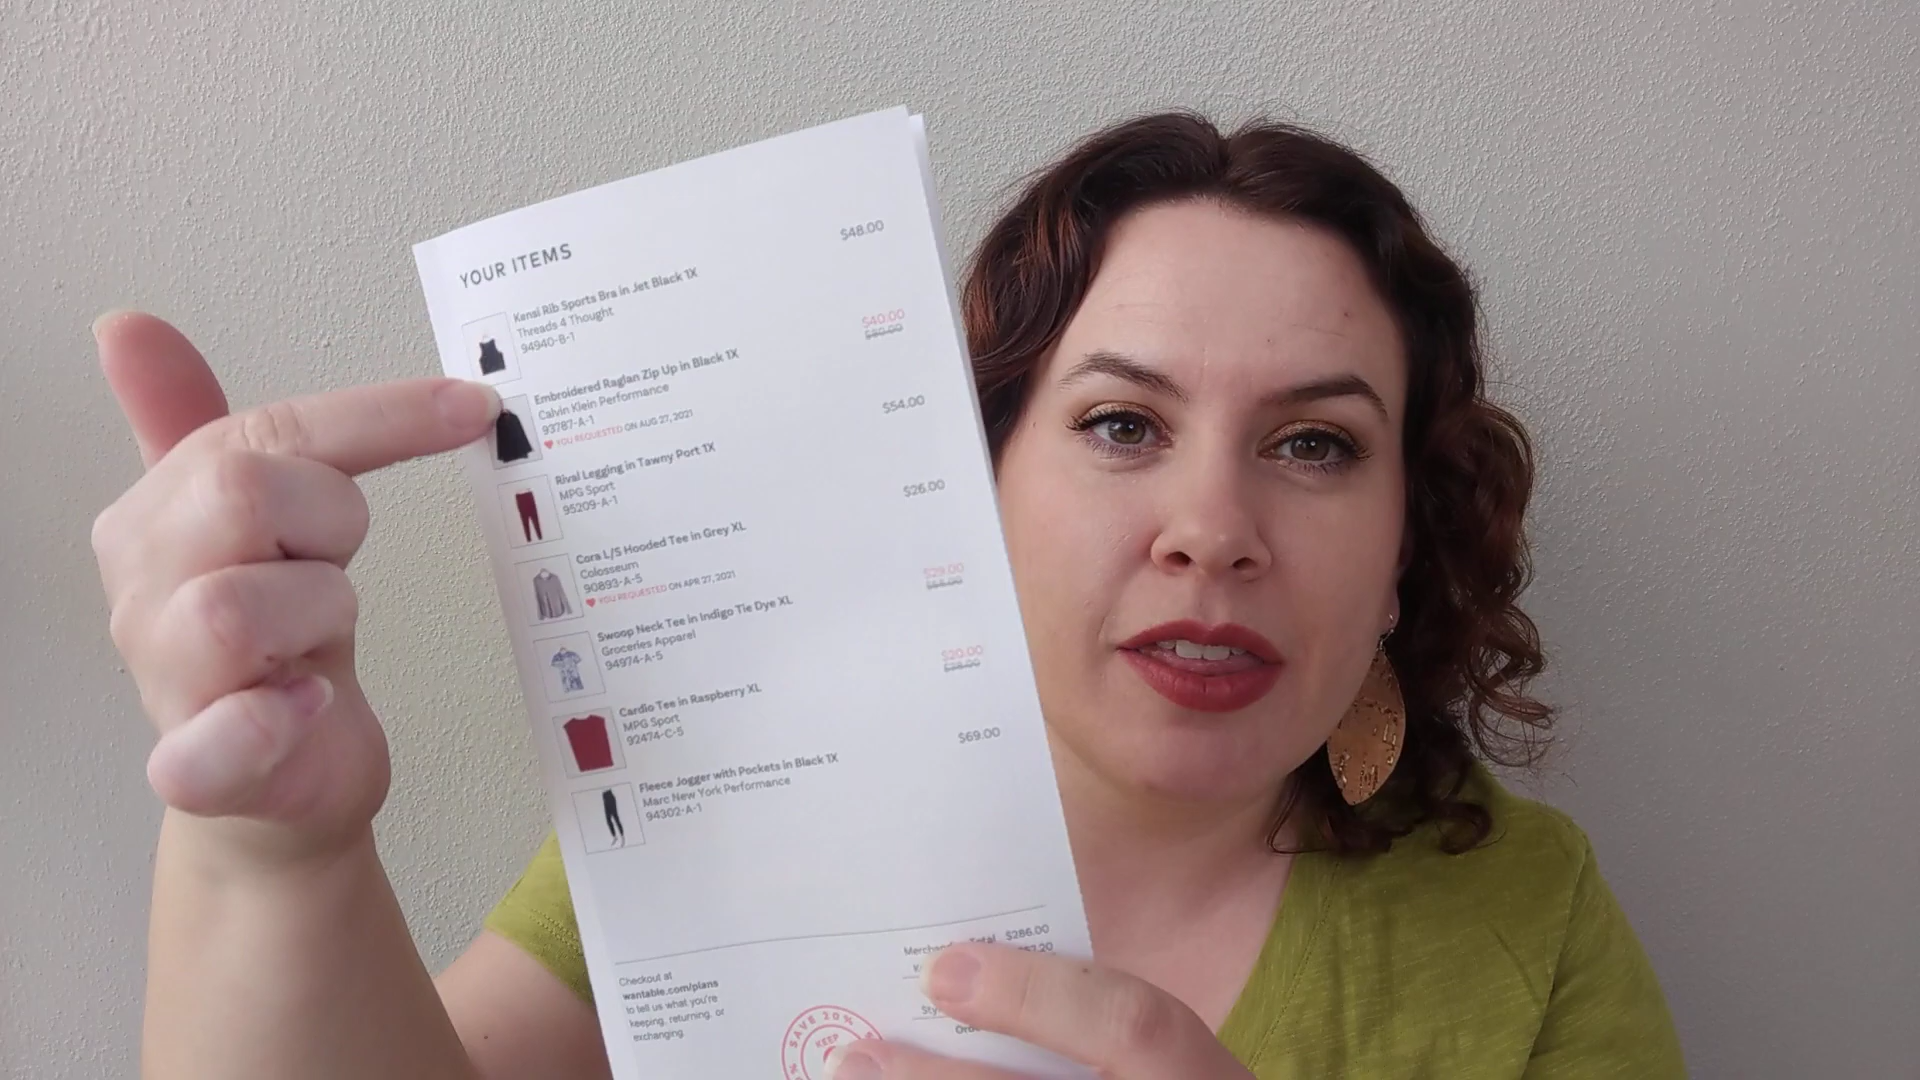 YOUR ITEMS
$48.00
Kensi Rib Sports Bra in Jet Black 1X
Threads 4 Thought
94940-B-1
$40.00
$80.00
Embroidered Raglan Zip Up in Black 1X
Calvin Klein Performance
93787-A-1
YOU REQUESTED ON AUG 27, 2021
$54.00
Rival Legging in Tawny Port 1X
MPG Sport
95209-A-1
$26.00
Cora L/S Hooded Tee in Grey XL
Colosseum
90893-A-5
YOU REQUESTED ON APR 27, 2021
$29.00
Swoop Neck Tee in Indigo Tie Dye XL
Groceries Apparel
94974-A-5
$20.00
Cardio Tee in Raspberry XL
MPG Sport
92474-C-5
$69.00
Fleece Jogger with Pockets in Black 1X
Marc New York Performance
94302-A-1
Total $286.00
Checkout at
wantable.com/plans
to tell us what you're
keeping, returning, or
exchanging.
SAVE 20%
KEEP